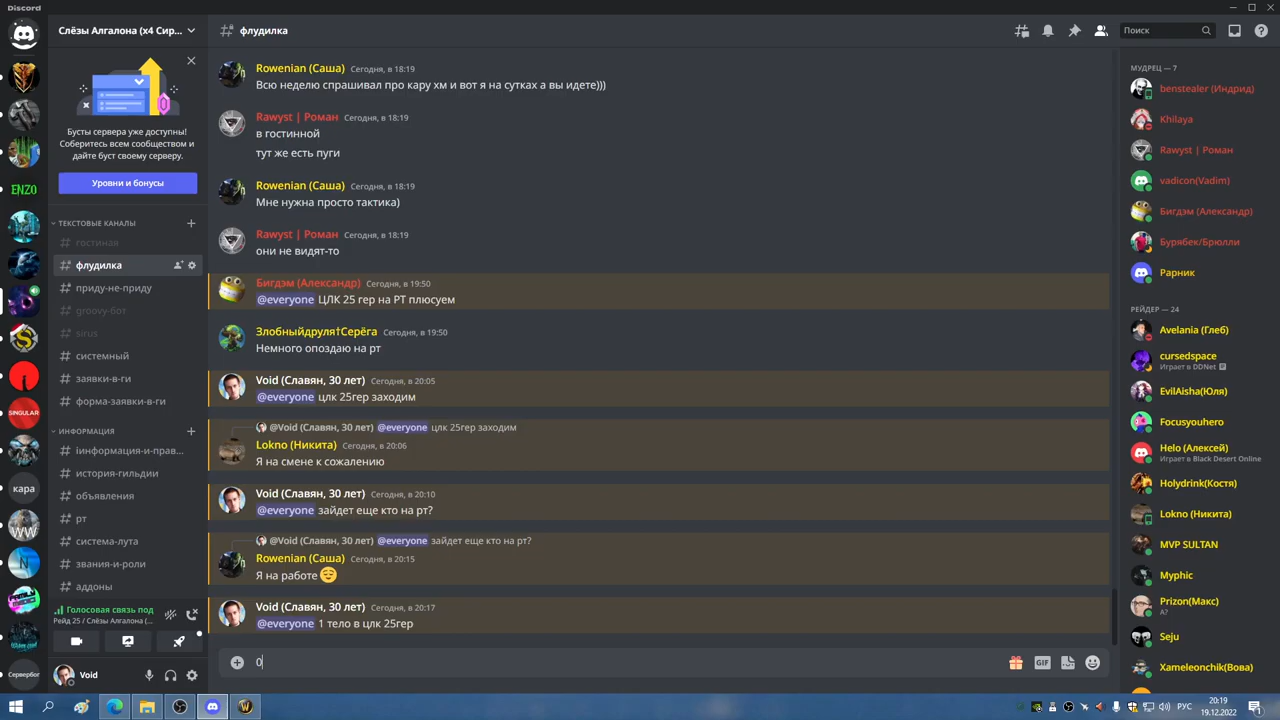 Discord
Слёзы Алгалона (x4 Сир...
флудилка
Поиск
Бусты сервера уже доступны!
Соберитесь всем сообществом и
дайте буст своему серверу.
Уровни и бонусы
ТЕКСТОВЫЕ КАНАЛЫ
гостиная
флудилка
приду-не-приду
groovy-бот
sirus
системный
заявки-в-ги
форма-заявки-в-ги
ИНФОРМАЦИЯ
информация-и-прав...
история-гильдии
объявления
рт
система-лута
звания-и-роли
аддоны
Голосовая связь под
Рейд 25 / Слёзы Алгалона (...
Void
ENZO
SINGULAR
кара
WW
Сервербог
Rowenian (Саша) Сегодня, в 18:19
Всю неделю спрашивал про кару хм и вот я на сутках а вы идете)))
Rawyst | Роман Сегодня, в 18:19
в гостинной
тут же есть пуги
Rowenian (Саша) Сегодня, в 18:19
Мне нужна просто тактика)
Rawyst | Роман Сегодня, в 18:19
они не видят-то
Бигдэм (Александр) Сегодня, в 19:50
@everyone ЦЛК 25 гер на РТ плюсуем
Злобныйдруля†Серёга Сегодня, в 19:50
Немного опоздаю на рт
Void (Славян, 30 лет) Сегодня, в 20:05
@everyone цлк 25гер заходим
@Void (Славян, 30 лет) @everyone цлк 25гер заходим
Lokno (Никита) Сегодня, в 20:06
Я на смене к сожалению
Void (Славян, 30 лет) Сегодня, в 20:10
@everyone зайдет еще кто на рт?
@Void (Славян, 30 лет) @everyone зайдет еще кто на рт?
Rowenian (Саша) Сегодня, в 20:15
Я на работе
Void (Славян, 30 лет) Сегодня, в 20:17
@everyone 1 тело в цлк 25гер
0
GIF
МУДРЕЦ — 7
benstealer (Индрид)
Khilaya
Rawyst | Роман
vadicon(Vadim)
Бигдэм (Александр)
Бурябек/Брюлли
Рарник
РЕЙДЕР — 24
Avelania (Глеб)
cursedspace
Играет в DDNet
EvilAisha(Юля)
Focusyouhero
Helo (Алексей)
Играет в Black Desert Online
Holydrink(Костя)
Lokno (Никита)
MVP SULTAN
Myphic
Prizon(Макс)
A?
Seju
Xameleonchik(Вова)
РУС
20:19
19.12.2022